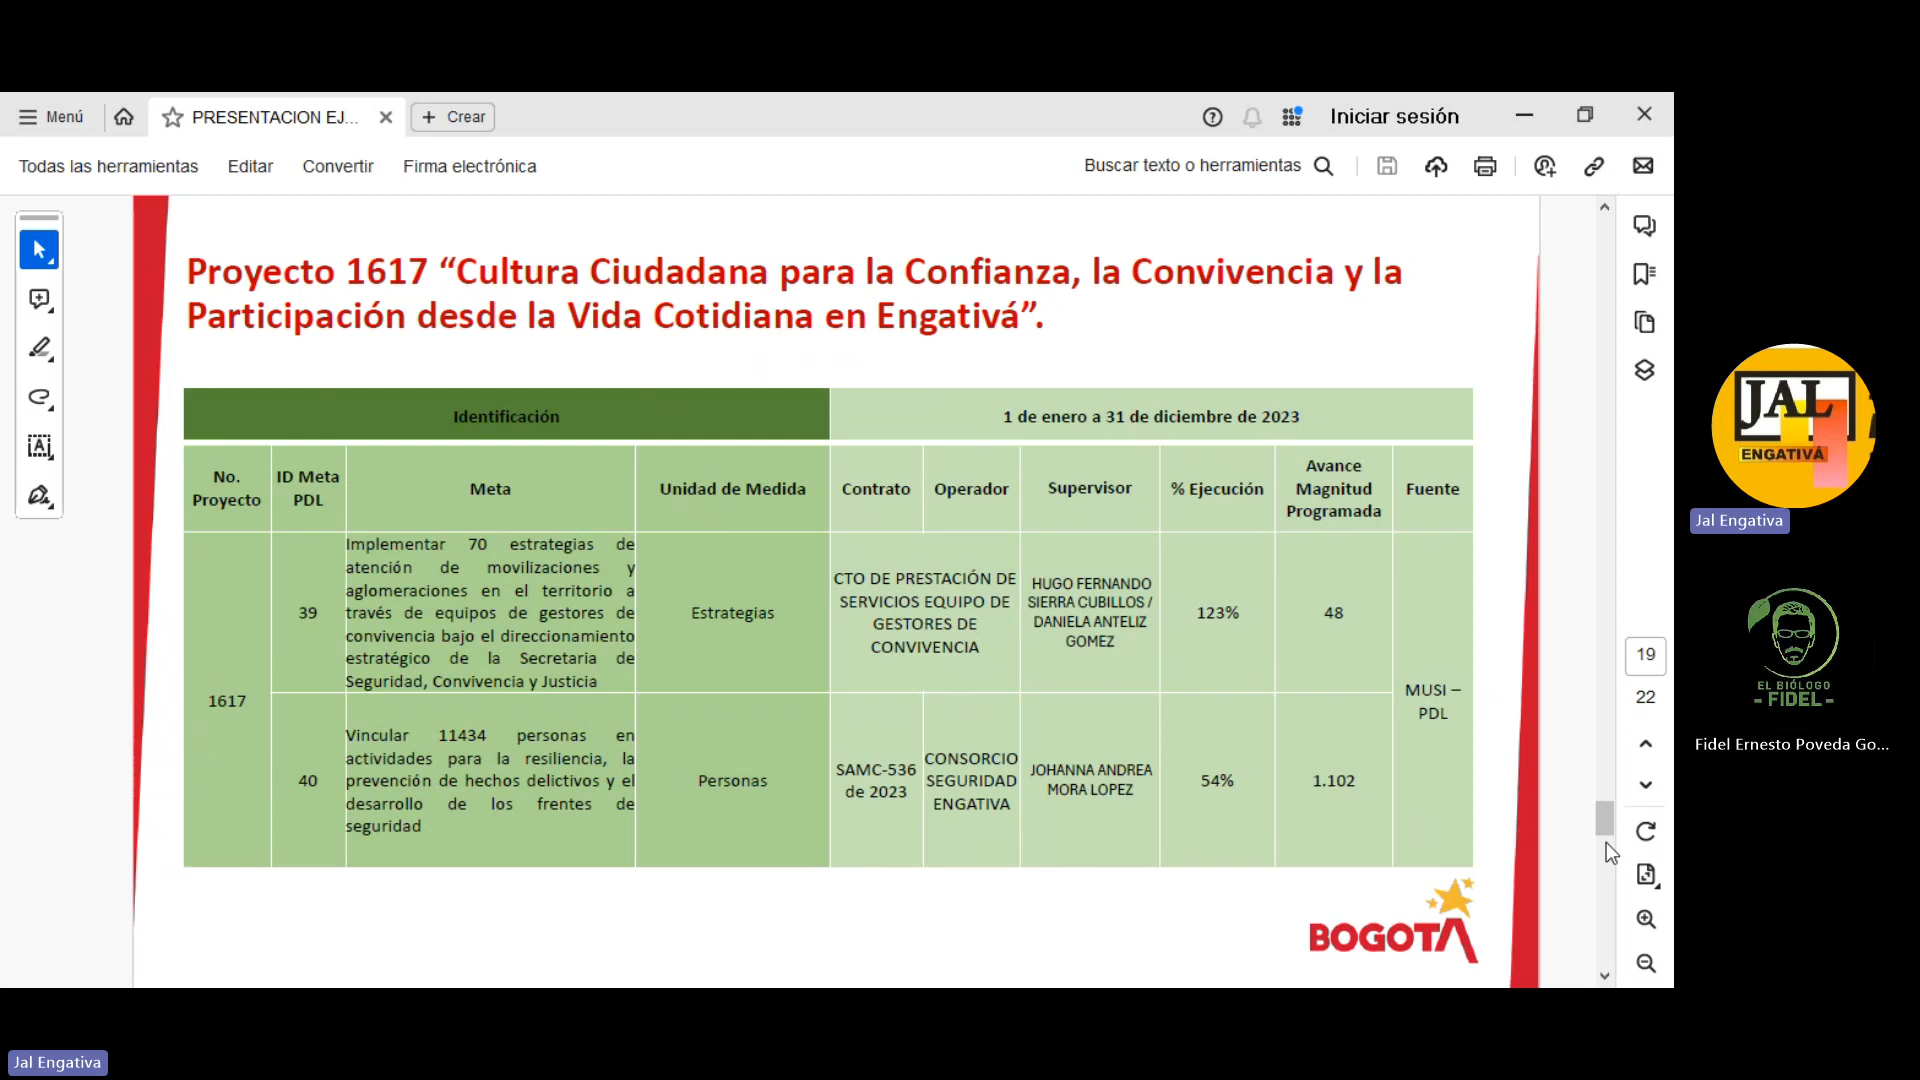 Menú
PRESENTACION EJ...
Crear
Iniciar sesión
Todas las herramientas
Editar
Convertir
Firma electrónica
Buscar texto o herramientas
Proyecto 1617 “Cultura Ciudadana para la Confianza, la Convivencia y la
Participación desde la Vida Cotidiana en Engativá”.
Identificación
1 de enero a 31 de diciembre de 2023
No.
Proyecto
ID Meta
PDL
Meta
Unidad de Medida
Contrato
Operador
Supervisor
% Ejecución
Avance
Magnitud
Programada
Fuente
1617
39
Implementar 70 estrategias de
atención de movilizaciones y
aglomeraciones en el territorio a
través de equipos de gestores de
convivencia bajo el direccionamiento
estratégico de la Secretaria de
Seguridad, Convivencia y Justicia
Estrategias
CTO DE PRESTACIÓN DE
SERVICIOS EQUIPO DE
GESTORES DE
CONVIVENCIA
HUGO FERNANDO
SIERRA CUBILLOS /
DANIELA ANTELIZ
GOMEZ
123%
48
MUSI –
PDL
40
Vincular 11434 personas en
actividades para la resiliencia, la
prevención de hechos delictivos y el
desarrollo de los frentes de
seguridad
Personas
SAMC-536
de 2023
CONSORCIO
SEGURIDAD
ENGATIVA
JOHANNA ANDREA
MORA LOPEZ
54%
1.102
BOGOTA
19
22
JAL
ENGATIVÁ
Jal Engativa
EL BIÓLOGO
- FIDEL -
Fidel Ernesto Poveda Go...
Jal Engativa